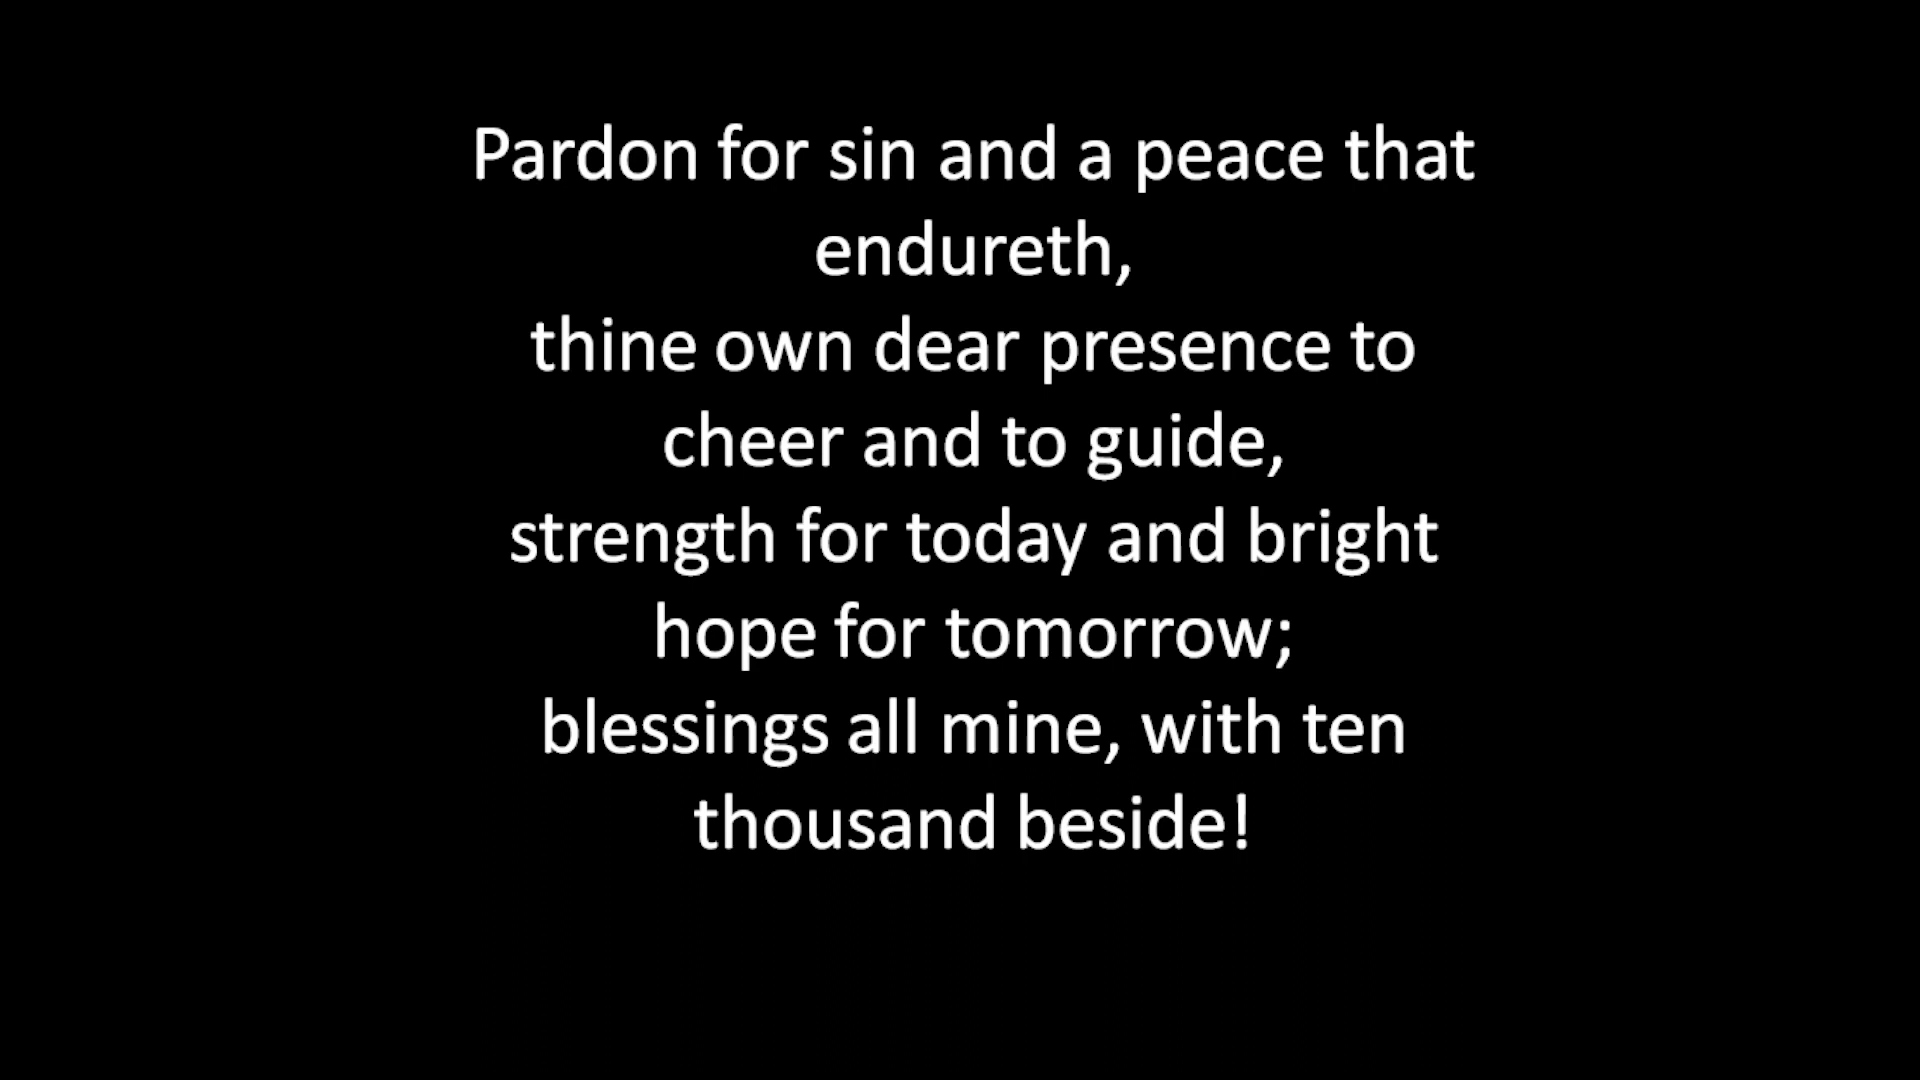 Pardon for sin and a peace that
endureth,
thine own dear presence to
cheer and to guide,
strength for today and bright
hope for tomorrow;
blessings all mine, with ten
thousand beside!